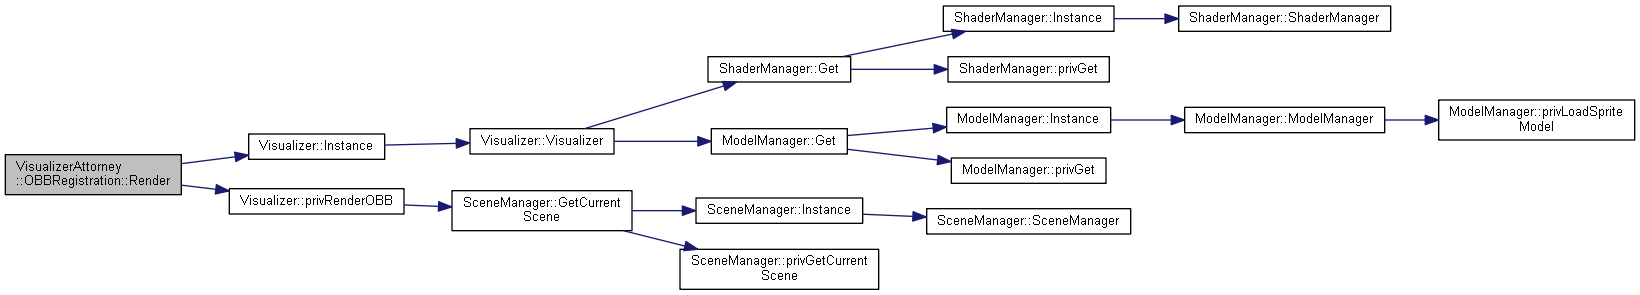 VisualizerAttorney
::OBBRegistration::Render
Visualizer::Instance
Visualizer::Visualizer
ShaderManager::Get
ShaderManager::Instance
ShaderManager::ShaderManager
ShaderManager::privGet
ModelManager::Get
ModelManager::Instance
ModelManager::ModelManager
ModelManager::privLoadSprite
Model
ModelManager::privGet
Visualizer::privRenderOBB
SceneManager::GetCurrent
Scene
SceneManager::Instance
SceneManager::SceneManager
SceneManager::privGetCurrent
Scene